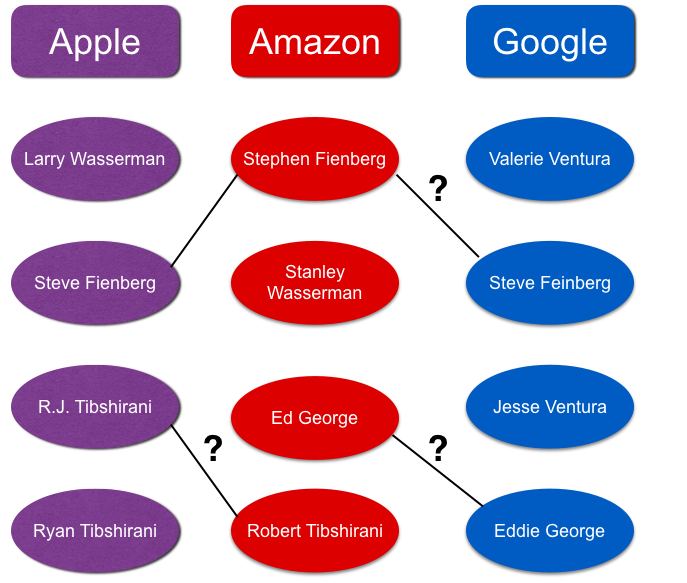 Apple
Amazon
Google
Larry Wasserman
Stephen Fienberg
Valerie Ventura
?
Steve Fienberg
Stanley
Wasserman
Steve Feinberg
R.J. Tibshirani
Ed George
Jesse Ventura
?
?
Ryan Tibshirani
Robert Tibshirani
Eddie George